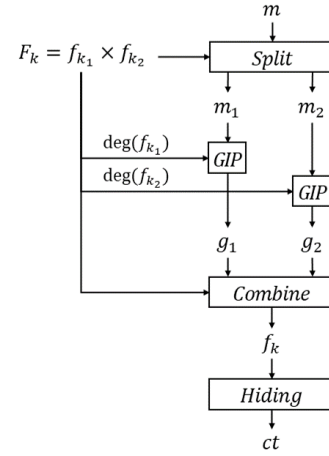 m
F_k = f_{k_1} × f_{k_2}
Split
m_1
m_2
deg(f_{k_1})
GIP
deg(f_{k_2})
GIP
g_1
g_2
Combine
f_k
Hiding
ct